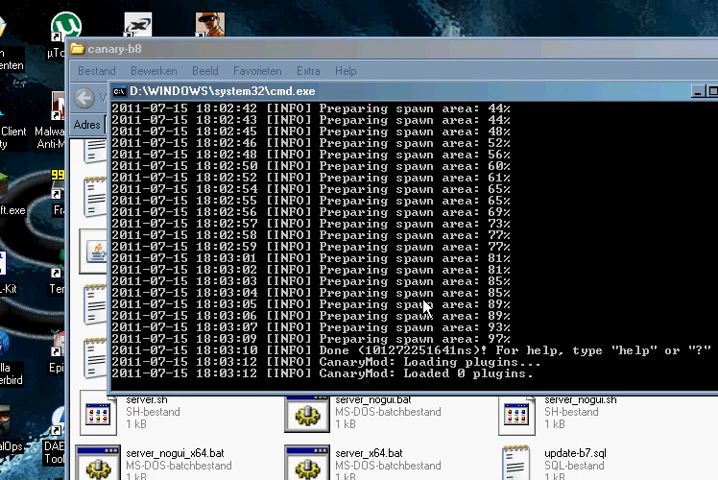 canary-b8
Bestand Bewerken Beeld Favorieten Extra Help
D:\WINDOWS\system32\cmd.exe
Adres
2011-07-15 18:02:42 [INFO] Preparing spawn area: 44%
2011-07-15 18:02:43 [INFO] Preparing spawn area: 44%
2011-07-15 18:02:45 [INFO] Preparing spawn area: 48%
2011-07-15 18:02:46 [INFO] Preparing spawn area: 52%
2011-07-15 18:02:48 [INFO] Preparing spawn area: 56%
2011-07-15 18:02:50 [INFO] Preparing spawn area: 60%
2011-07-15 18:02:52 [INFO] Preparing spawn area: 61%
2011-07-15 18:02:54 [INFO] Preparing spawn area: 65%
2011-07-15 18:02:55 [INFO] Preparing spawn area: 65%
2011-07-15 18:02:56 [INFO] Preparing spawn area: 69%
2011-07-15 18:02:57 [INFO] Preparing spawn area: 73%
2011-07-15 18:02:58 [INFO] Preparing spawn area: 77%
2011-07-15 18:02:59 [INFO] Preparing spawn area: 77%
2011-07-15 18:03:01 [INFO] Preparing spawn area: 81%
2011-07-15 18:03:02 [INFO] Preparing spawn area: 81%
2011-07-15 18:03:03 [INFO] Preparing spawn area: 85%
2011-07-15 18:03:04 [INFO] Preparing spawn area: 85%
2011-07-15 18:03:05 [INFO] Preparing spawn area: 89%
2011-07-15 18:03:06 [INFO] Preparing spawn area: 89%
2011-07-15 18:03:07 [INFO] Preparing spawn area: 93%
2011-07-15 18:03:09 [INFO] Preparing spawn area: 97%
2011-07-15 18:03:10 [INFO] Done (101272251641ns)! For help, type "help" or "?"
2011-07-15 18:03:12 [INFO] CanaryMod: Loading plugins...
2011-07-15 18:03:12 [INFO] CanaryMod: Loaded 0 plugins.
server.sh
SH-bestand
1 kB
server_nogui.bat
MS-DOS-batchbestand
1 kB
server_nogui.sh
SH-bestand
1 kB
server_nogui_x64.bat
MS-DOS-batchbestand
1 kB
server_x64.bat
MS-DOS-batchbestand
1 kB
update-b7.sql
SQL-bestand
1 kB